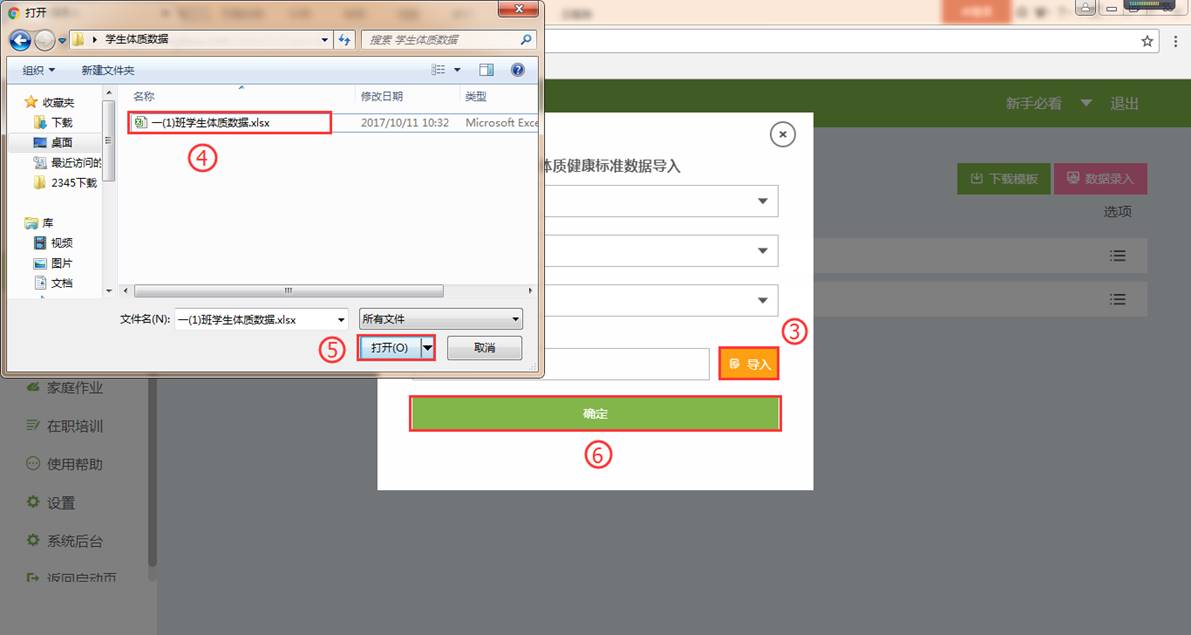 打开
学生体质数据
搜索 学生体质数据
组织
新建文件夹
名称
修改日期
类型
收藏夹
下载
桌面
最近访问的
2345下载
库
视频
图片
文档
一(1)班学生体质数据.xlsx
2017/10/11 10:32
Microsoft Exce
④
文件名(N):
一(1)班学生体质数据.xlsx
所有文件
⑤
打开(O)
取消
新手必看
退出
体质健康标准数据导入
下载模板
数据录入
选项
③
导入
确定
⑥
家庭作业
在职培训
使用帮助
设置
系统后台
返回启动页